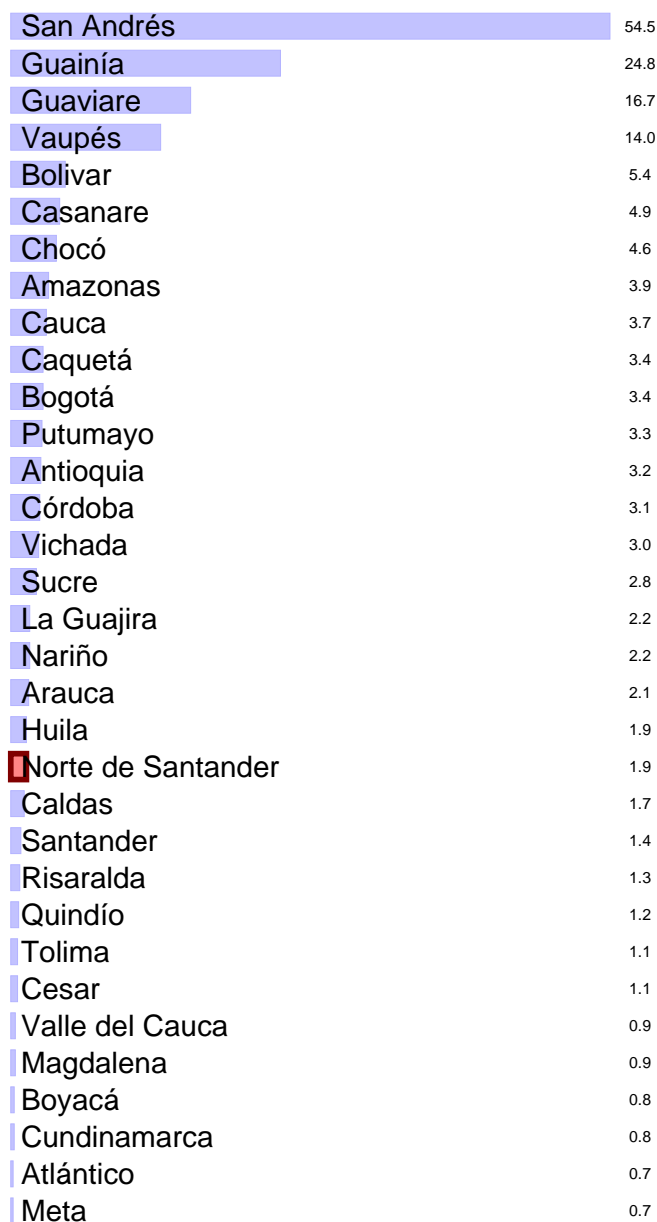 San Andrés 54.5
Guainía 24.8
Guaviare 16.7
Vaupés 14.0
Bolivar 5.4
Casanare 4.9
Chocó 4.6
Amazonas 3.9
Cauca 3.7
Caquetá 3.4
Bogotá 3.4
Putumayo 3.3
Antioquia 3.2
Córdoba 3.1
Vichada 3.0
Sucre 2.8
La Guajira 2.2
Nariño 2.2
Arauca 2.1
Huila 1.9
Norte de Santander 1.9
Caldas 1.7
Santander 1.4
Risaralda 1.3
Quindío 1.2
Tolima 1.1
Cesar 1.1
Valle del Cauca 0.9
Magdalena 0.9
Boyacá 0.8
Cundinamarca 0.8
Atlántico 0.7
Meta 0.7